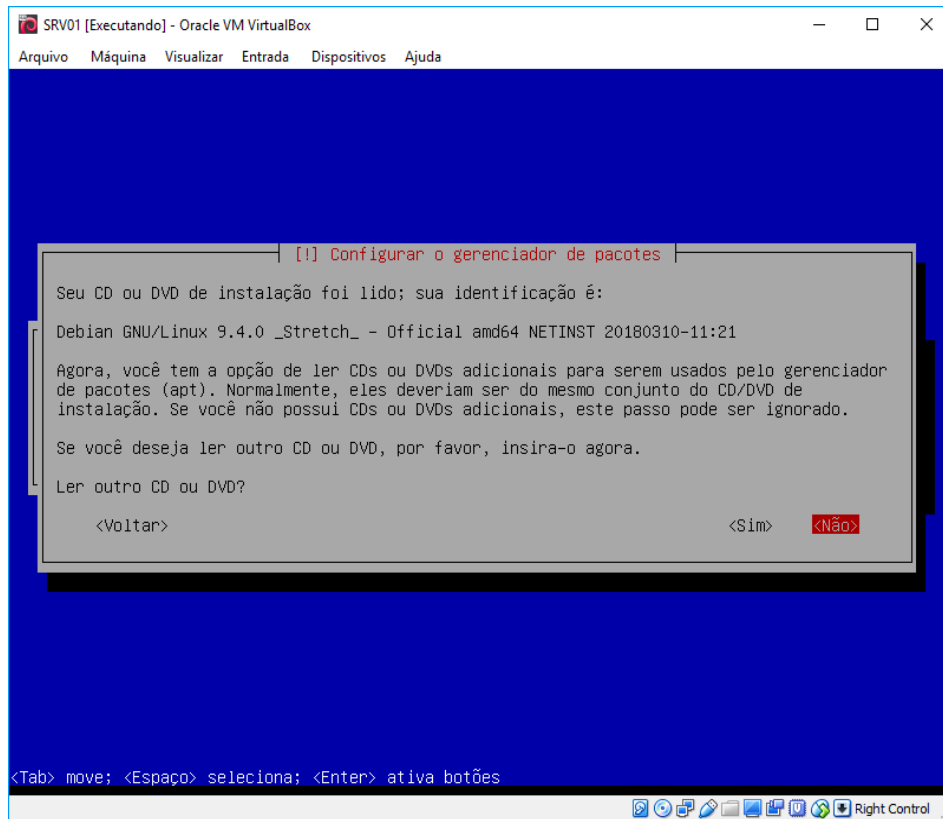 SRV01 [Executando] - Oracle VM VirtualBox
Arquivo Máquina Visualizar Entrada Dispositivos Ajuda
[!] Configurar o gerenciador de pacotes
Seu CD ou DVD de instalação foi lido; sua identificação é:
Debian GNU/Linux 9.4.0 _Stretch_ - Official amd64 NETINST 20180310-11:21
Agora, você tem a opção de ler CDs ou DVDs adicionais para serem usados pelo gerenciador
de pacotes (apt). Normalmente, eles deveriam ser do mesmo conjunto do CD/DVD de
instalação. Se você não possui CDs ou DVDs adicionais, este passo pode ser ignorado.
Se você deseja ler outro CD ou DVD, por favor, insira-o agora.
Ler outro CD ou DVD?
<Voltar> <Sim> <Não>
<Tab> move; <Espaço> seleciona; <Enter> ativa botões
Right Control